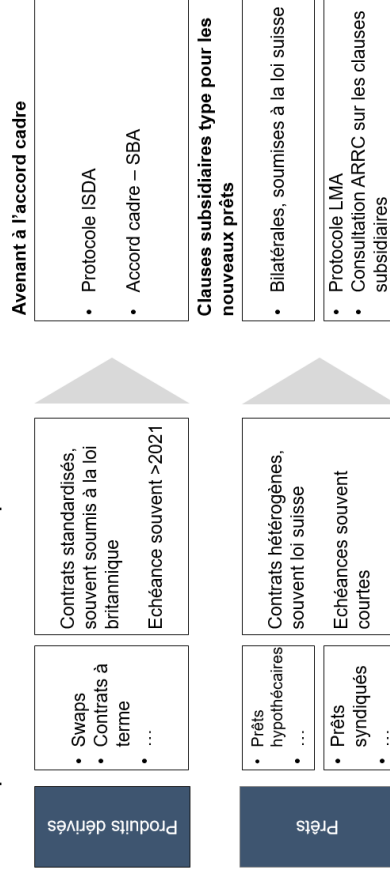 Avenant à l'accord cadre
Produits dérivés
• Swaps
• Contrats à
terme
• …
Contrats standardisés,
souvent soumis à la loi
britannique
Echéance souvent >2021
• Protocole ISDA
• Accord cadre – SBA
Clauses subsidiaires type pour les
nouveaux prêts
Prêts
• Prêts
hypothécaires
• …
• Prêts
syndiqués
• …
Contrats hétérogènes,
souvent loi suisse
Echéances souvent
courtes
• Bilatérales, soumises à la loi suisse
• Protocole LMA
• Consultation ARRC sur les clauses
subsidiaires